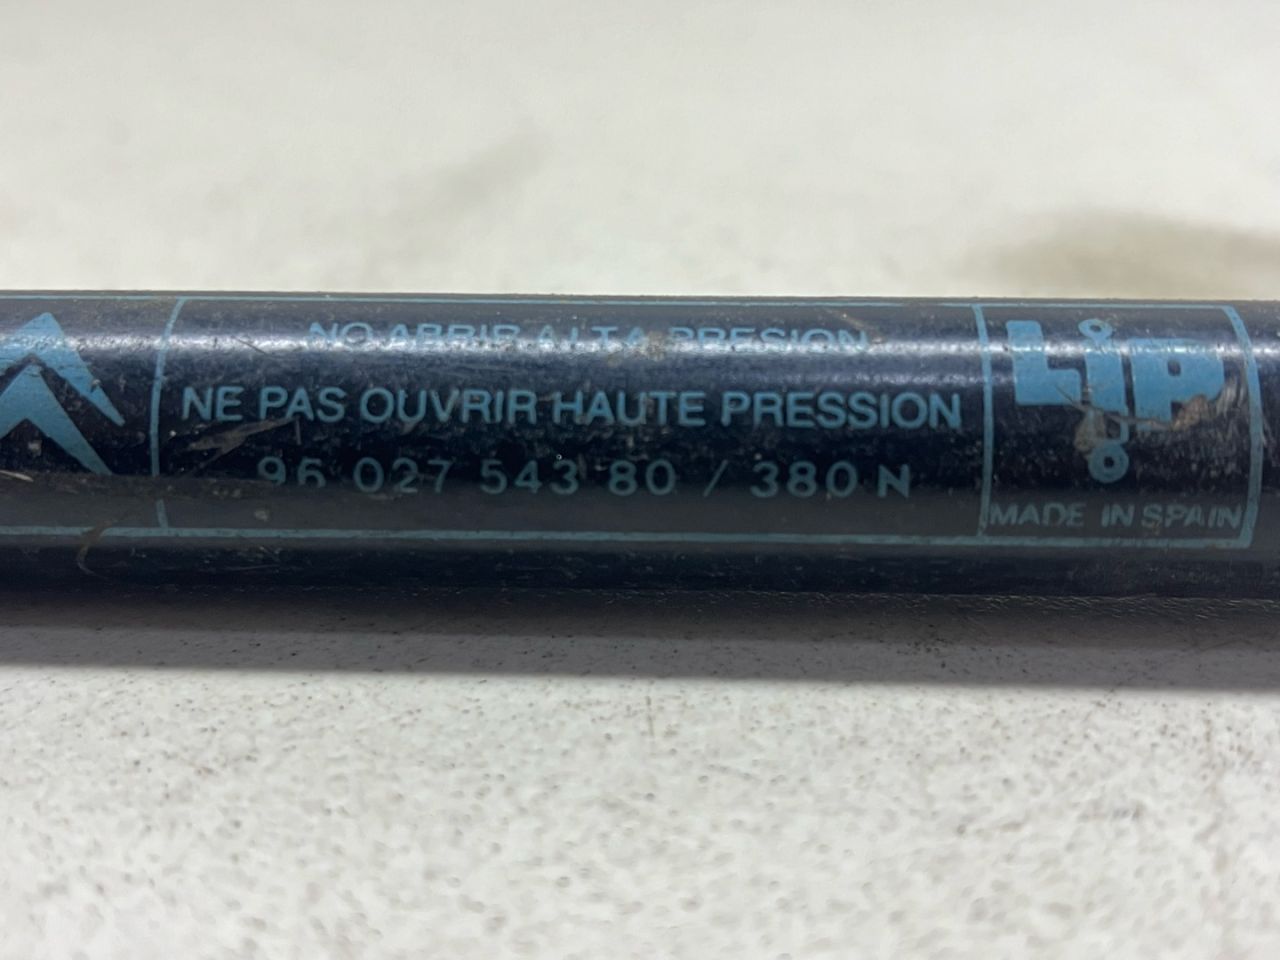 NO ABRIR ALTA PRESION
NE PAS OUVRIR HAUTE PRESSION
96 027 543 80 / 380 N
Lip
MADE IN SPAIN